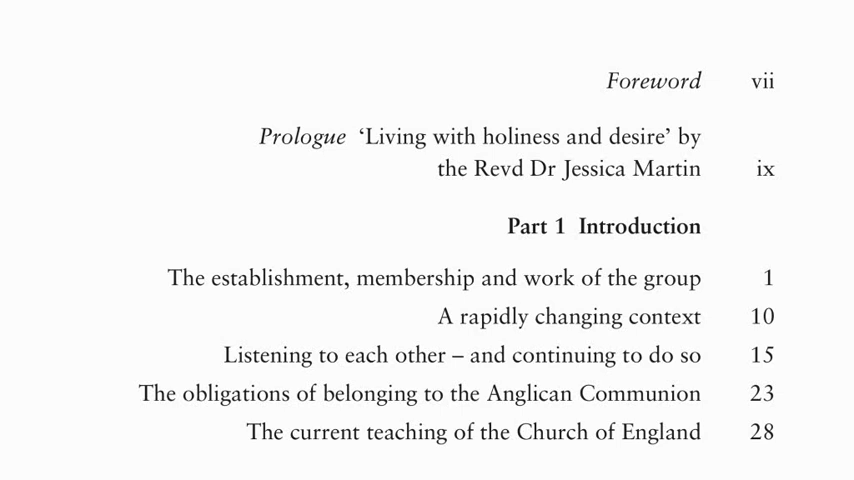 Foreword vii
Prologue ‘Living with holiness and desire’ by
the Revd Dr Jessica Martin ix
Part 1 Introduction
The establishment, membership and work of the group 1
A rapidly changing context 10
Listening to each other – and continuing to do so 15
The obligations of belonging to the Anglican Communion 23
The current teaching of the Church of England 28